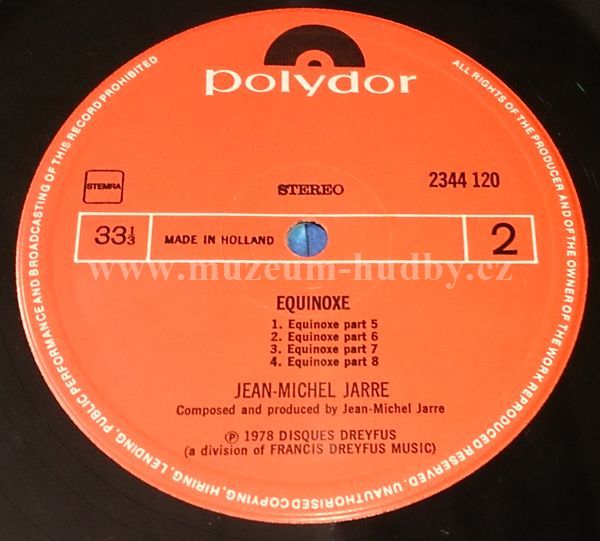 polydor
STEMRA
STEREO
2344 120
33 1/3
MADE IN HOLLAND
2
www.muzeum-hudby.cz
EQUINOXE
1. Equinoxe part 5
2. Equinoxe part 6
3. Equinoxe part 7
4. Equinoxe part 8
JEAN-MICHEL JARRE
Composed and produced by Jean-Michel Jarre
℗ 1978 DISQUES DREYFUS
(a division of FRANCIS DREYFUS MUSIC)
ALL RIGHTS OF THE PRODUCER AND OF THE OWNER OF THE WORK REPRODUCED RESERVED. UNAUTHORISED COPYING, HIRING, LENDING, PUBLIC PERFORMANCE AND BROADCASTING OF THIS RECORD PROHIBITED